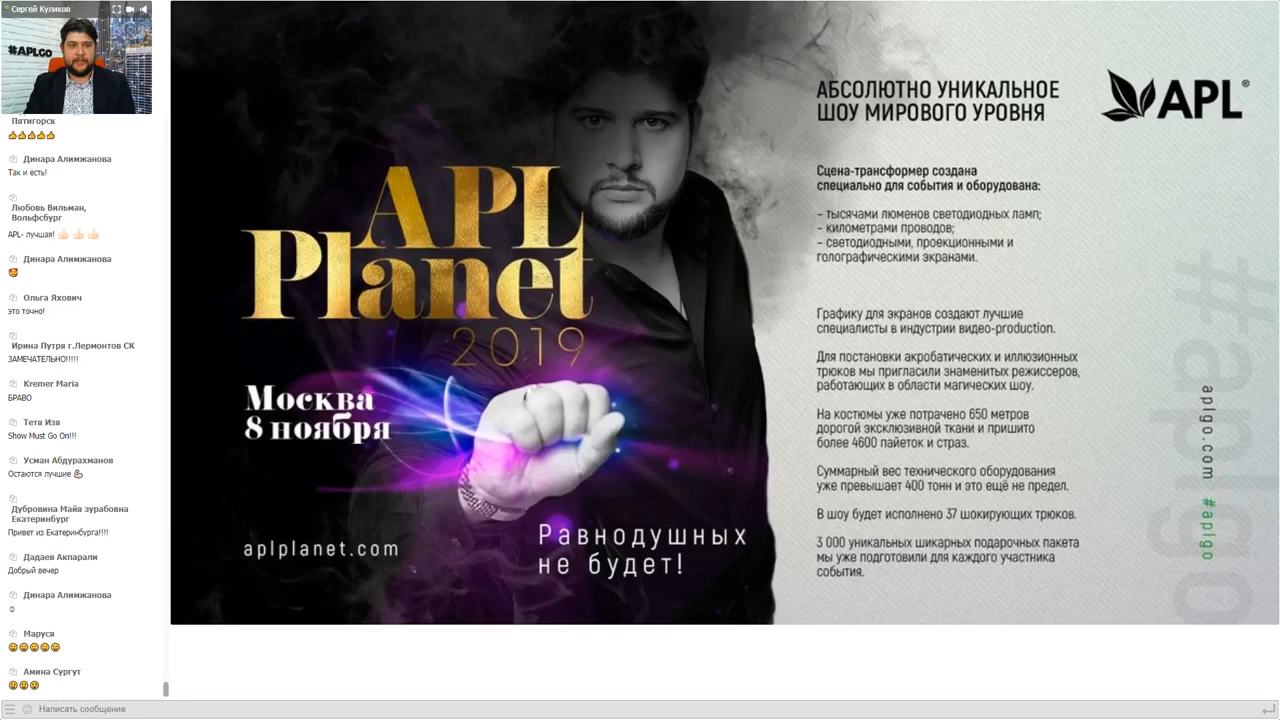 Сергей Куликов
#APLGO
Пятигорск
Динара Алимжанова
Так и есть!
Любовь Вильман,
Вольфсбург
APL- лучшая!
Динара Алимжанова
Ольга Яхович
это точно!
Ирина Путря г.Лермонтов СК
ЗАМЕЧАТЕЛЬНО!!!!!
Kremer Maria
БРАВО
Тетя Изя
Show Must Go On!!!
Усман Абдурахманов
Остаются лучшие
Дубровина Майя зурабовна
Екатеринбург
Привет из Екатеринбурга!!!!
Дадаев Акпарали
Добрый вечер
Динара Алимжанова
Маруся
Амина Сургут
Написать сообщение
APL
Planet
2019
Москва
8 ноября
aplplanet.com
Равнодушных
не будет!
АБСОЛЮТНО УНИКАЛЬНОЕ
ШОУ МИРОВОГО УРОВНЯ
APL®
Сцена-трансформер создана
специально для события и оборудована:
– тысячами люменов светодиодных ламп;
– километрами проводов;
– светодиодными, проекционными и
голографическими экранами.
Графику для экранов создают лучшие
специалисты в индустрии видео-production.
Для постановки акробатических и иллюзионных
трюков мы пригласили знаменитых режиссеров,
работающих в области магических шоу.
На костюмы уже потрачено 650 метров
дорогой эксклюзивной ткани и пришито
более 4600 пайеток и страз.
Суммарный вес технического оборудования
уже превышает 400 тонн и это ещё не предел.
В шоу будет исполнено 37 шокирующих трюков.
3 000 уникальных шикарных подарочных пакета
мы уже подготовили для каждого участника
события.
aplgo.com #aplgo
#aplgo